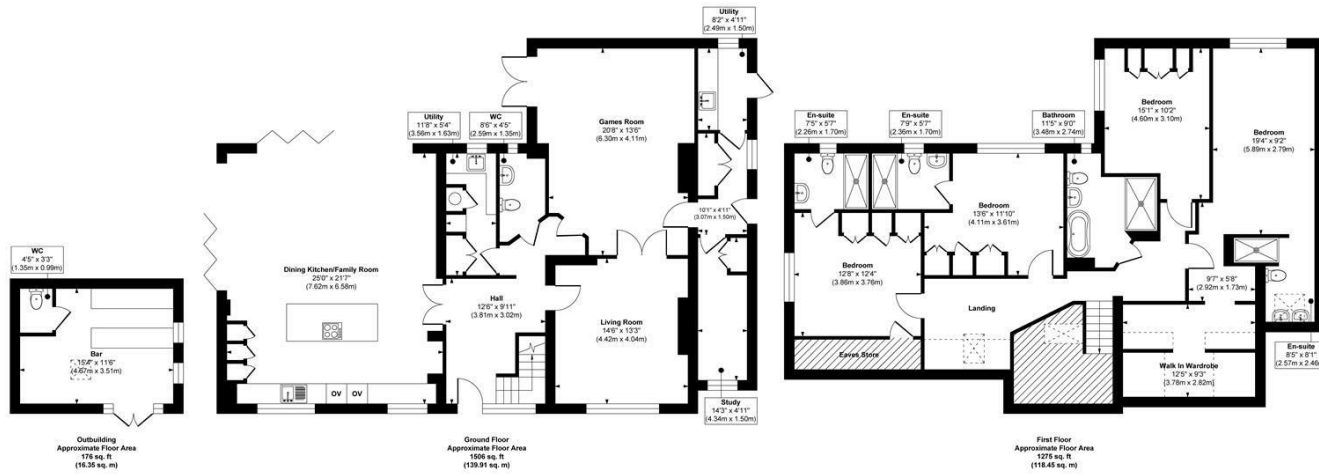 WC
4'5" x 3'3"
(1.35m x 0.99m)
Bar
15'4" x 11'6"
(4.67m x 3.51m)
Outbuilding
Approximate Floor Area
176 sq. ft
(16.35 sq. m)
Utility
11'8" x 5'4"
(3.56m x 1.63m)
WC
8'6" x 4'5"
(2.59m x 1.35m)
Utility
8'2" x 4'11"
(2.49m x 1.50m)
Games Room
20'8" x 13'6"
(6.30m x 4.11m)
10'1" x 4'11"
(3.07m x 1.50m)
Dining Kitchen/Family Room
25'0" x 21'7"
(7.62m x 6.58m)
Hall
12'6" x 9'11"
(3.81m x 3.02m)
Living Room
14'6" x 13'3"
(4.42m x 4.04m)
OV
OV
Study
14'3" x 4'11"
(4.34m x 1.50m)
Ground Floor
Approximate Floor Area
1506 sq. ft
(139.91 sq. m)
En-suite
7'5" x 5'7"
(2.26m x 1.70m)
En-suite
7'9" x 5'7"
(2.36m x 1.70m)
Bathroom
11'5" x 9'0"
(3.48m x 2.74m)
Bedroom
15'1" x 10'2"
(4.60m x 3.10m)
Bedroom
19'4" x 9'2"
(5.89m x 2.79m)
Bedroom
13'6" x 11'10"
(4.11m x 3.61m)
Bedroom
12'8" x 12'4"
(3.86m x 3.76m)
9'7" x 5'8"
(2.92m x 1.73m)
Landing
Eaves Store
Walk In Wardrobe
12'5" x 9'3"
(3.78m x 2.82m)
En-suite
8'5" x 8'1"
(2.57m x 2.46m
First Floor
Approximate Floor Area
1275 sq. ft
(118.45 sq. m)